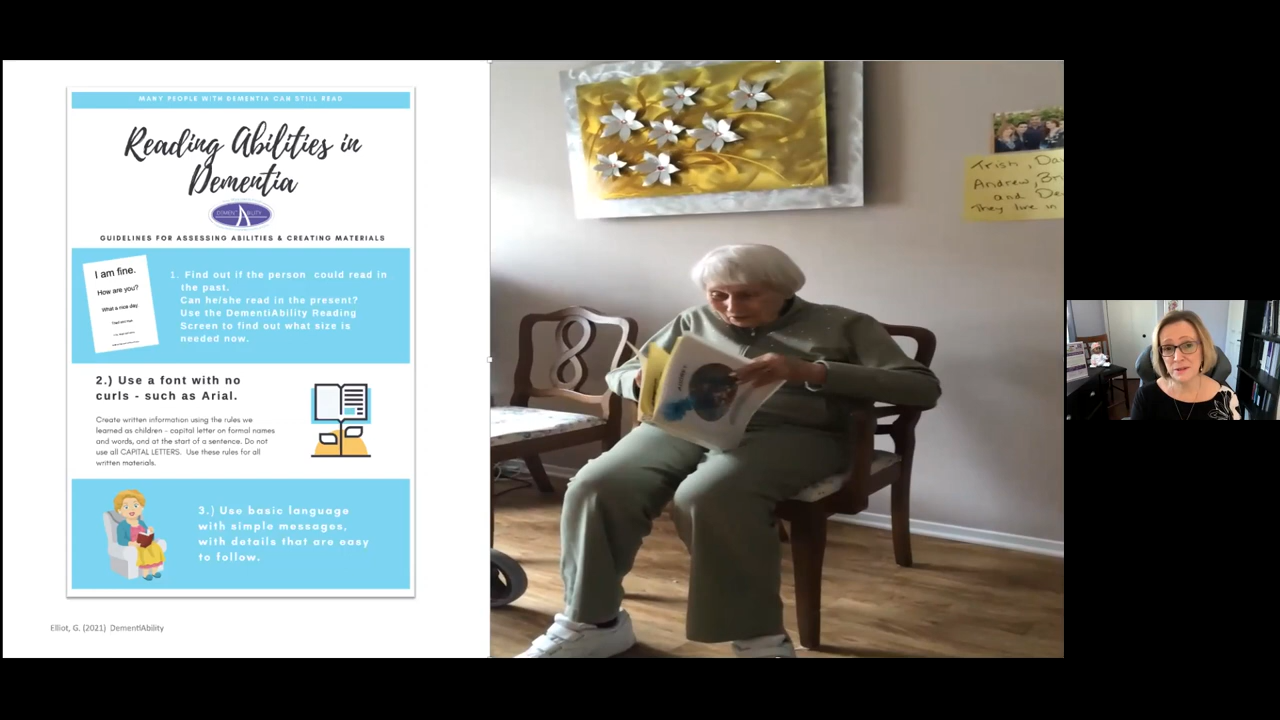 MANY PEOPLE WITH DEMENTIA CAN STILL READ
Reading Abilities in
Dementia
DEMENTIABILITY
GUIDELINES FOR ASSESSING ABILITIES & CREATING MATERIALS
I am fine.
How are you?
What a nice day.
1. Find out if the person could read in
the past.
Can he/she read in the present?
Use the DementiAbility Reading
Screen to find out what size is
needed now.
2.) Use a font with no
curls - such as Arial.
Create written information using the rules we
learned as children - capital letter on formal names
and words, and at the start of a sentence. Do not
use all CAPITAL LETTERS. Use these rules for all
written materials.
3.) Use basic language
with simple messages,
with details that are easy
to follow.
Elliot, G. (2021) DementiAbility
Trish, Da
Andrew, Bri
and De
They live in